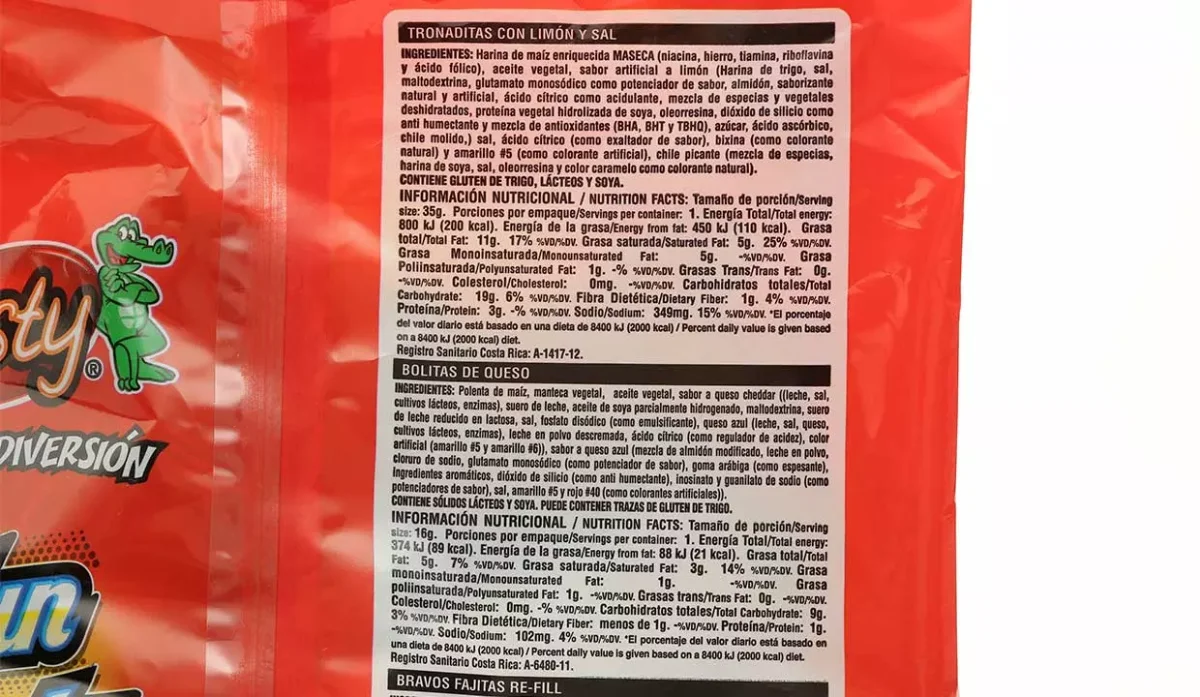 TRONADITAS CON LIMÓN Y SAL
INGREDIENTES: Harina de maíz enriquecida MASECA (niacina, hierro, tiamina, riboflavina
y ácido fólico), aceite vegetal, sabor artificial a limón (Harina de trigo, sal,
maltodextrina, glutamato monosódico como potenciador de sabor, almidón, saborizante
natural y artificial, ácido cítrico como acidulante, mezcla de especias y vegetales
deshidratados, proteína vegetal hidrolizada de soya, oleorresina, dióxido de silicio como
anti humectante y mezcla de antioxidantes (BHA, BHT y TBHQ), azúcar, ácido ascórbico,
chile molido,) sal, ácido cítrico (como exaltador de sabor), bixina (como colorante
natural) y amarillo #5 (como colorante artificial), chile picante (mezcla de especias,
harina de soya, sal, oleorresina y color caramelo como colorante natural).
CONTIENE GLUTEN DE TRIGO, LÁCTEOS Y SOYA.
INFORMACIÓN NUTRICIONAL / NUTRITION FACTS: Tamaño de porción/Serving
size: 35g. Porciones por empaque/Servings per container: 1. Energía Total/Total energy:
800 kJ (200 kcal). Energía de la grasa/Energy from fat: 450 kJ (110 kcal). Grasa
total/Total Fat: 11g. 17% %VD/%DV. Grasa saturada/Saturated Fat: 5g. 25% %VD/%DV.
Grasa Monoinsaturada/Monounsaturated Fat: 5g. -%VD/%DV. Grasa
Poliinsaturada/Polyunsaturated Fat: 1g. -% %VD/%DV. Grasas Trans/Trans Fat: 0g.
-%VD/%DV. Colesterol/Cholesterol: 0mg. -%VD/%DV. Carbohidratos totales/Total
Carbohydrate: 19g. 6% %VD/%DV. Fibra Dietética/Dietary Fiber: 1g. 4% %VD/%DV.
Proteína/Protein: 3g. -% %VD/%DV. Sodio/Sodium: 349mg. 15% %VD/%DV. *El porcentaje
del valor diario está basado en una dieta de 8400 kJ (2000 kcal) / Percent daily value is given based
on a 8400 kJ (2000 kcal) diet.
Registro Sanitario Costa Rica: A-1417-12.
BOLITAS DE QUESO
INGREDIENTES: Polenta de maíz, manteca vegetal, aceite vegetal, sabor a queso cheddar ((leche, sal,
cultivos lácteos, enzimas), suero de leche, aceite de soya parcialmente hidrogenado, maltodextrina, suero
de leche reducido en lactosa, sal, fosfato disódico (como emulsificante), queso azul (leche, sal, queso,
cultivos lácteos, enzimas), leche en polvo descremada, ácido cítrico (como regulador de acidez), color
artificial (amarillo #5 y amarillo #6)), sabor a queso azul (mezcla de almidón modificado, leche en polvo,
cloruro de sodio, glutamato monosódico (como potenciador de sabor), goma arábiga (como espesante),
Ingredientes aromáticos, dióxido de silicio (como anti humectante), inosinato y guanilato de sodio (como
potenciadores de sabor), sal, amarillo #5 y rojo #40 (como colorantes artificiales)).
CONTIENE SÓLIDOS LÁCTEOS Y SOYA. PUEDE CONTENER TRAZAS DE GLUTEN DE TRIGO.
INFORMACIÓN NUTRICIONAL / NUTRITION FACTS: Tamaño de porción/Serving
size: 16g. Porciones por empaque/Servings per container: 1. Energía Total/Total energy:
374 kJ (89 kcal). Energía de la grasa/Energy from fat: 88 kJ (21 kcal). Grasa total/Total
Fat: 5g. 7% %VD/%DV. Grasa saturada/Saturated Fat: 3g. 14% %VD/%DV. Grasa
monoinsaturada/Monounsaturated Fat: 1g. -%VD/%DV. Grasa
poliinsaturada/Polyunsaturated Fat: 1g. -%VD/%DV. Grasas trans/Trans Fat: 0g. -%VD/%DV.
Colesterol/Cholesterol: 0mg. -% %VD/%DV. Carbohidratos totales/Total Carbohydrate: 9g.
3% %VD/%DV. Fibra Dietética/Dietary Fiber: menos de 1g. -%VD/%DV. Proteína/Protein: 1g.
-%VD/%DV. Sodio/Sodium: 102mg. 4% %VD/%DV. *El porcentaje del valor diario está basado en
una dieta de 8400 kJ (2000 kcal) / Percent daily value is given based on a 8400 kJ (2000 kcal) diet.
Registro Sanitario Costa Rica: A-6480-11.
BRAVOS FAJITAS RE-FILL
sty ®
DIVERSIÓN
un